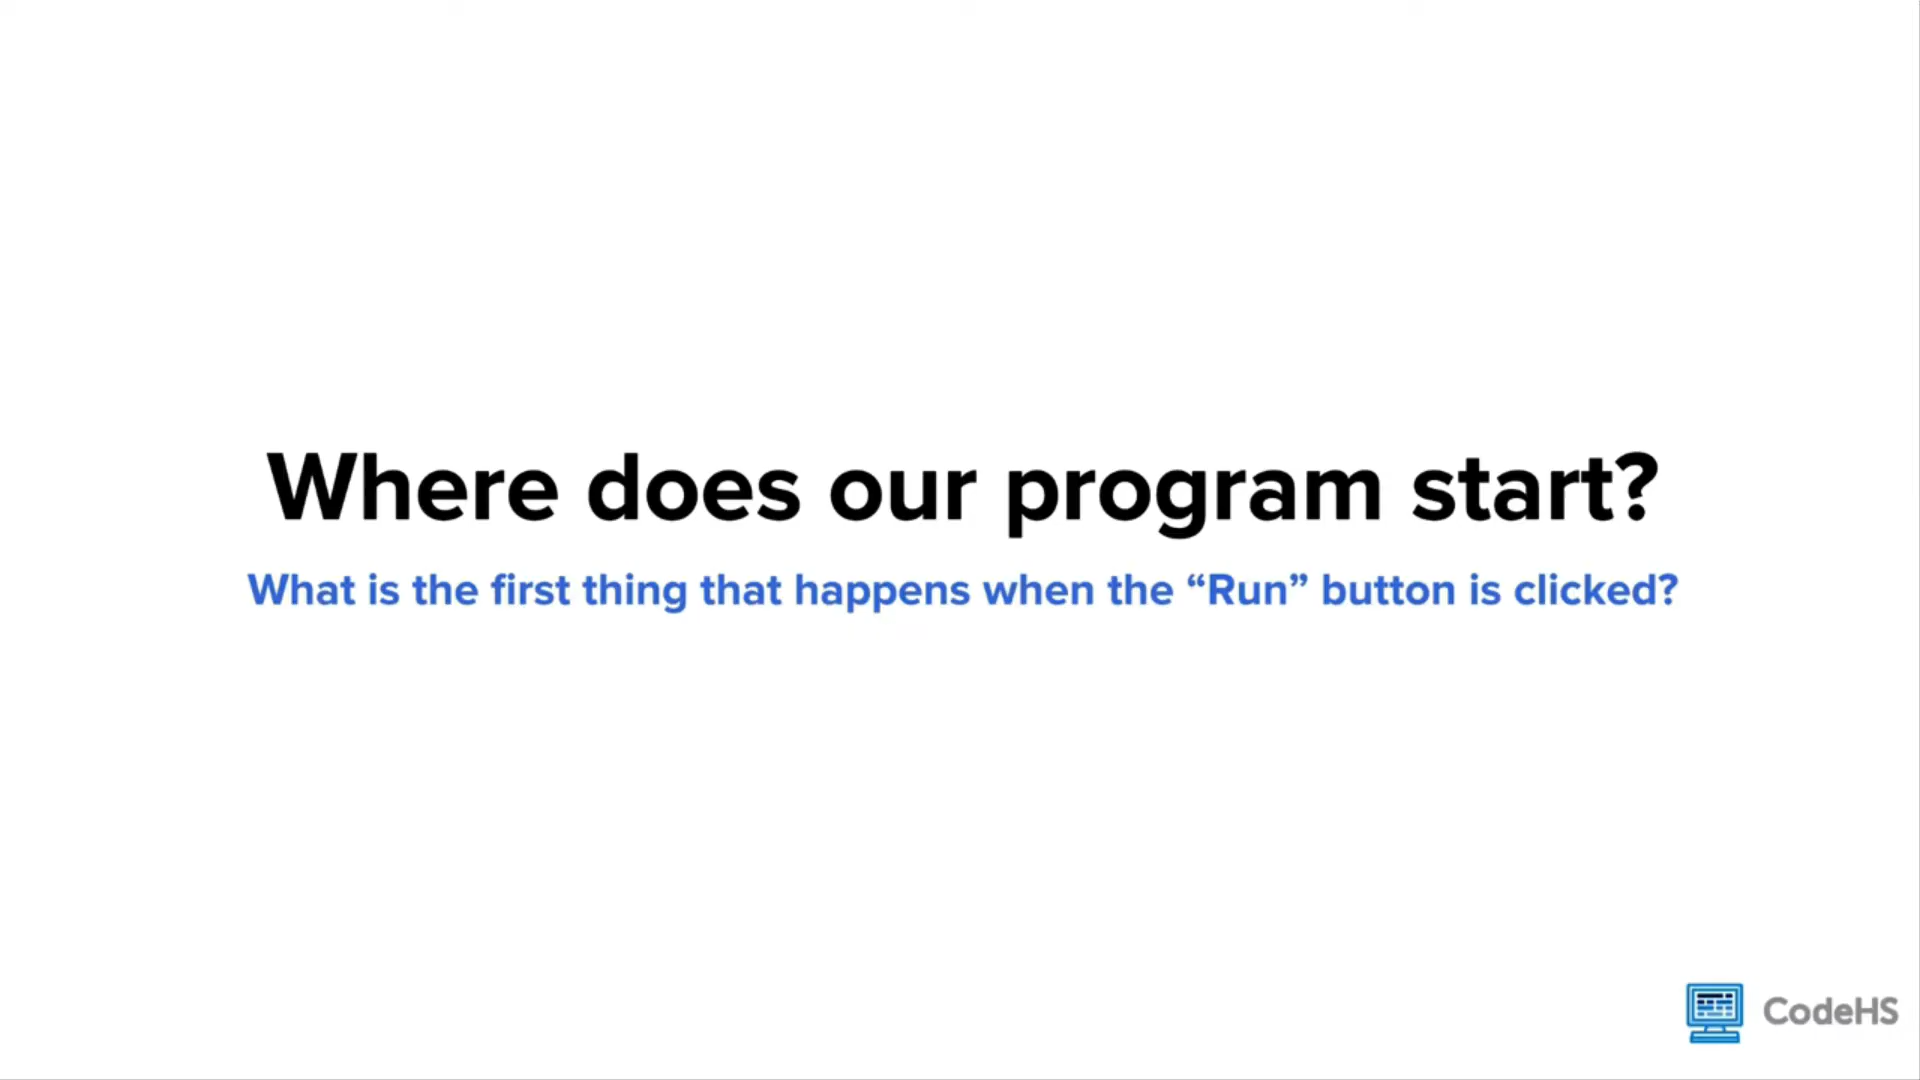 Where does our program start?
What is the first thing that happens when the “Run” button is clicked?
CodeHS